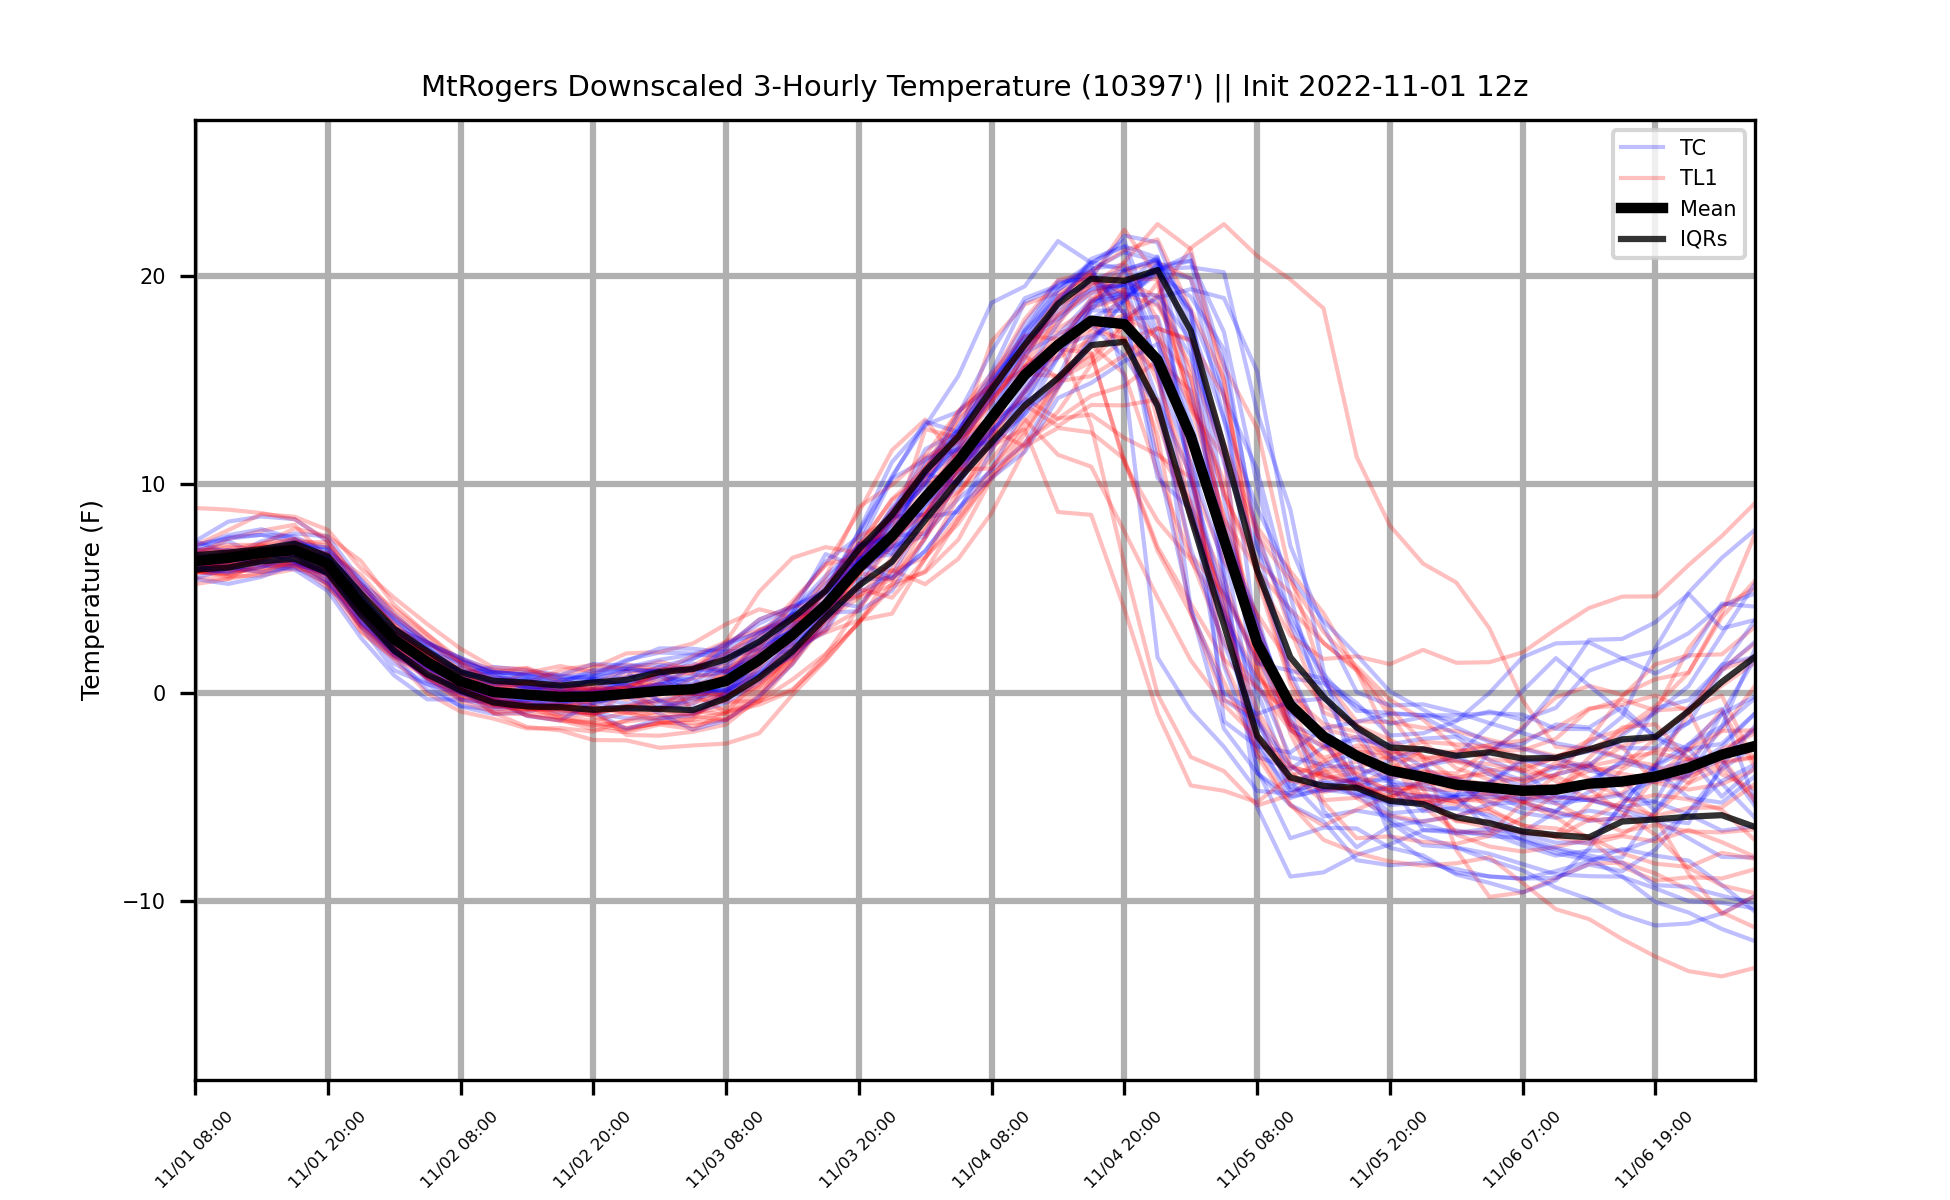 MtRogers Downscaled 3-Hourly Temperature (10397') || Init 2022-11-01 12z
TC
TL1
Mean
IQRs
Temperature (F)
20
10
0
−10
11/01 08:00
11/01 20:00
11/02 08:00
11/02 20:00
11/03 08:00
11/03 20:00
11/04 08:00
11/04 20:00
11/05 08:00
11/05 20:00
11/06 07:00
11/06 19:00